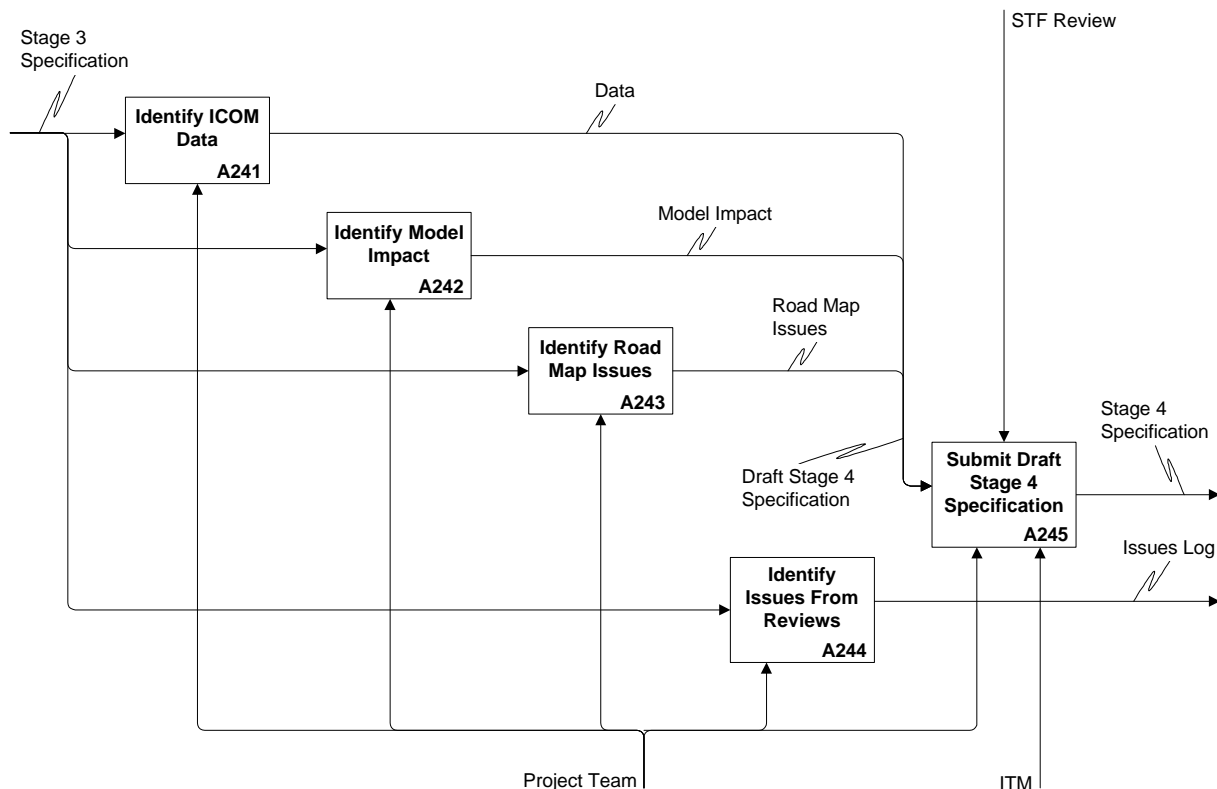 STF Review
Stage 3
Specification
Data
Identify ICOM
Data
A241
Model Impact
Identify Model
Impact
A242
Road Map
Issues
Identify Road
Map Issues
A243
Stage 4
Specification
Draft Stage 4
Specification
Submit Draft
Stage 4
Specification
A245
Issues Log
Identify
Issues From
Reviews
A244
Project Team
ITM